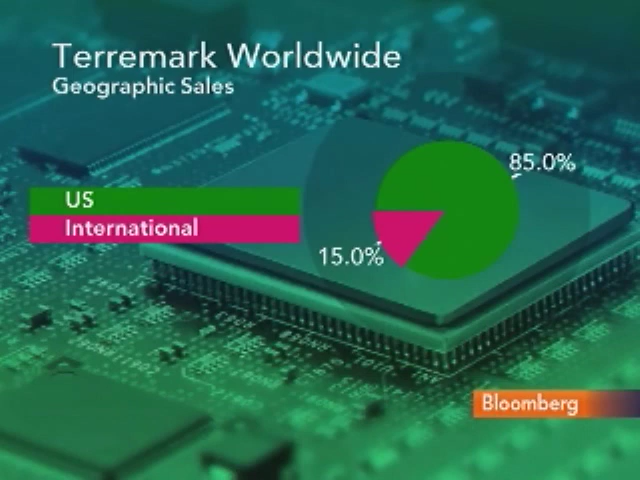 Terremark Worldwide
Geographic Sales
85.0%
US
International
15.0%
Bloomberg